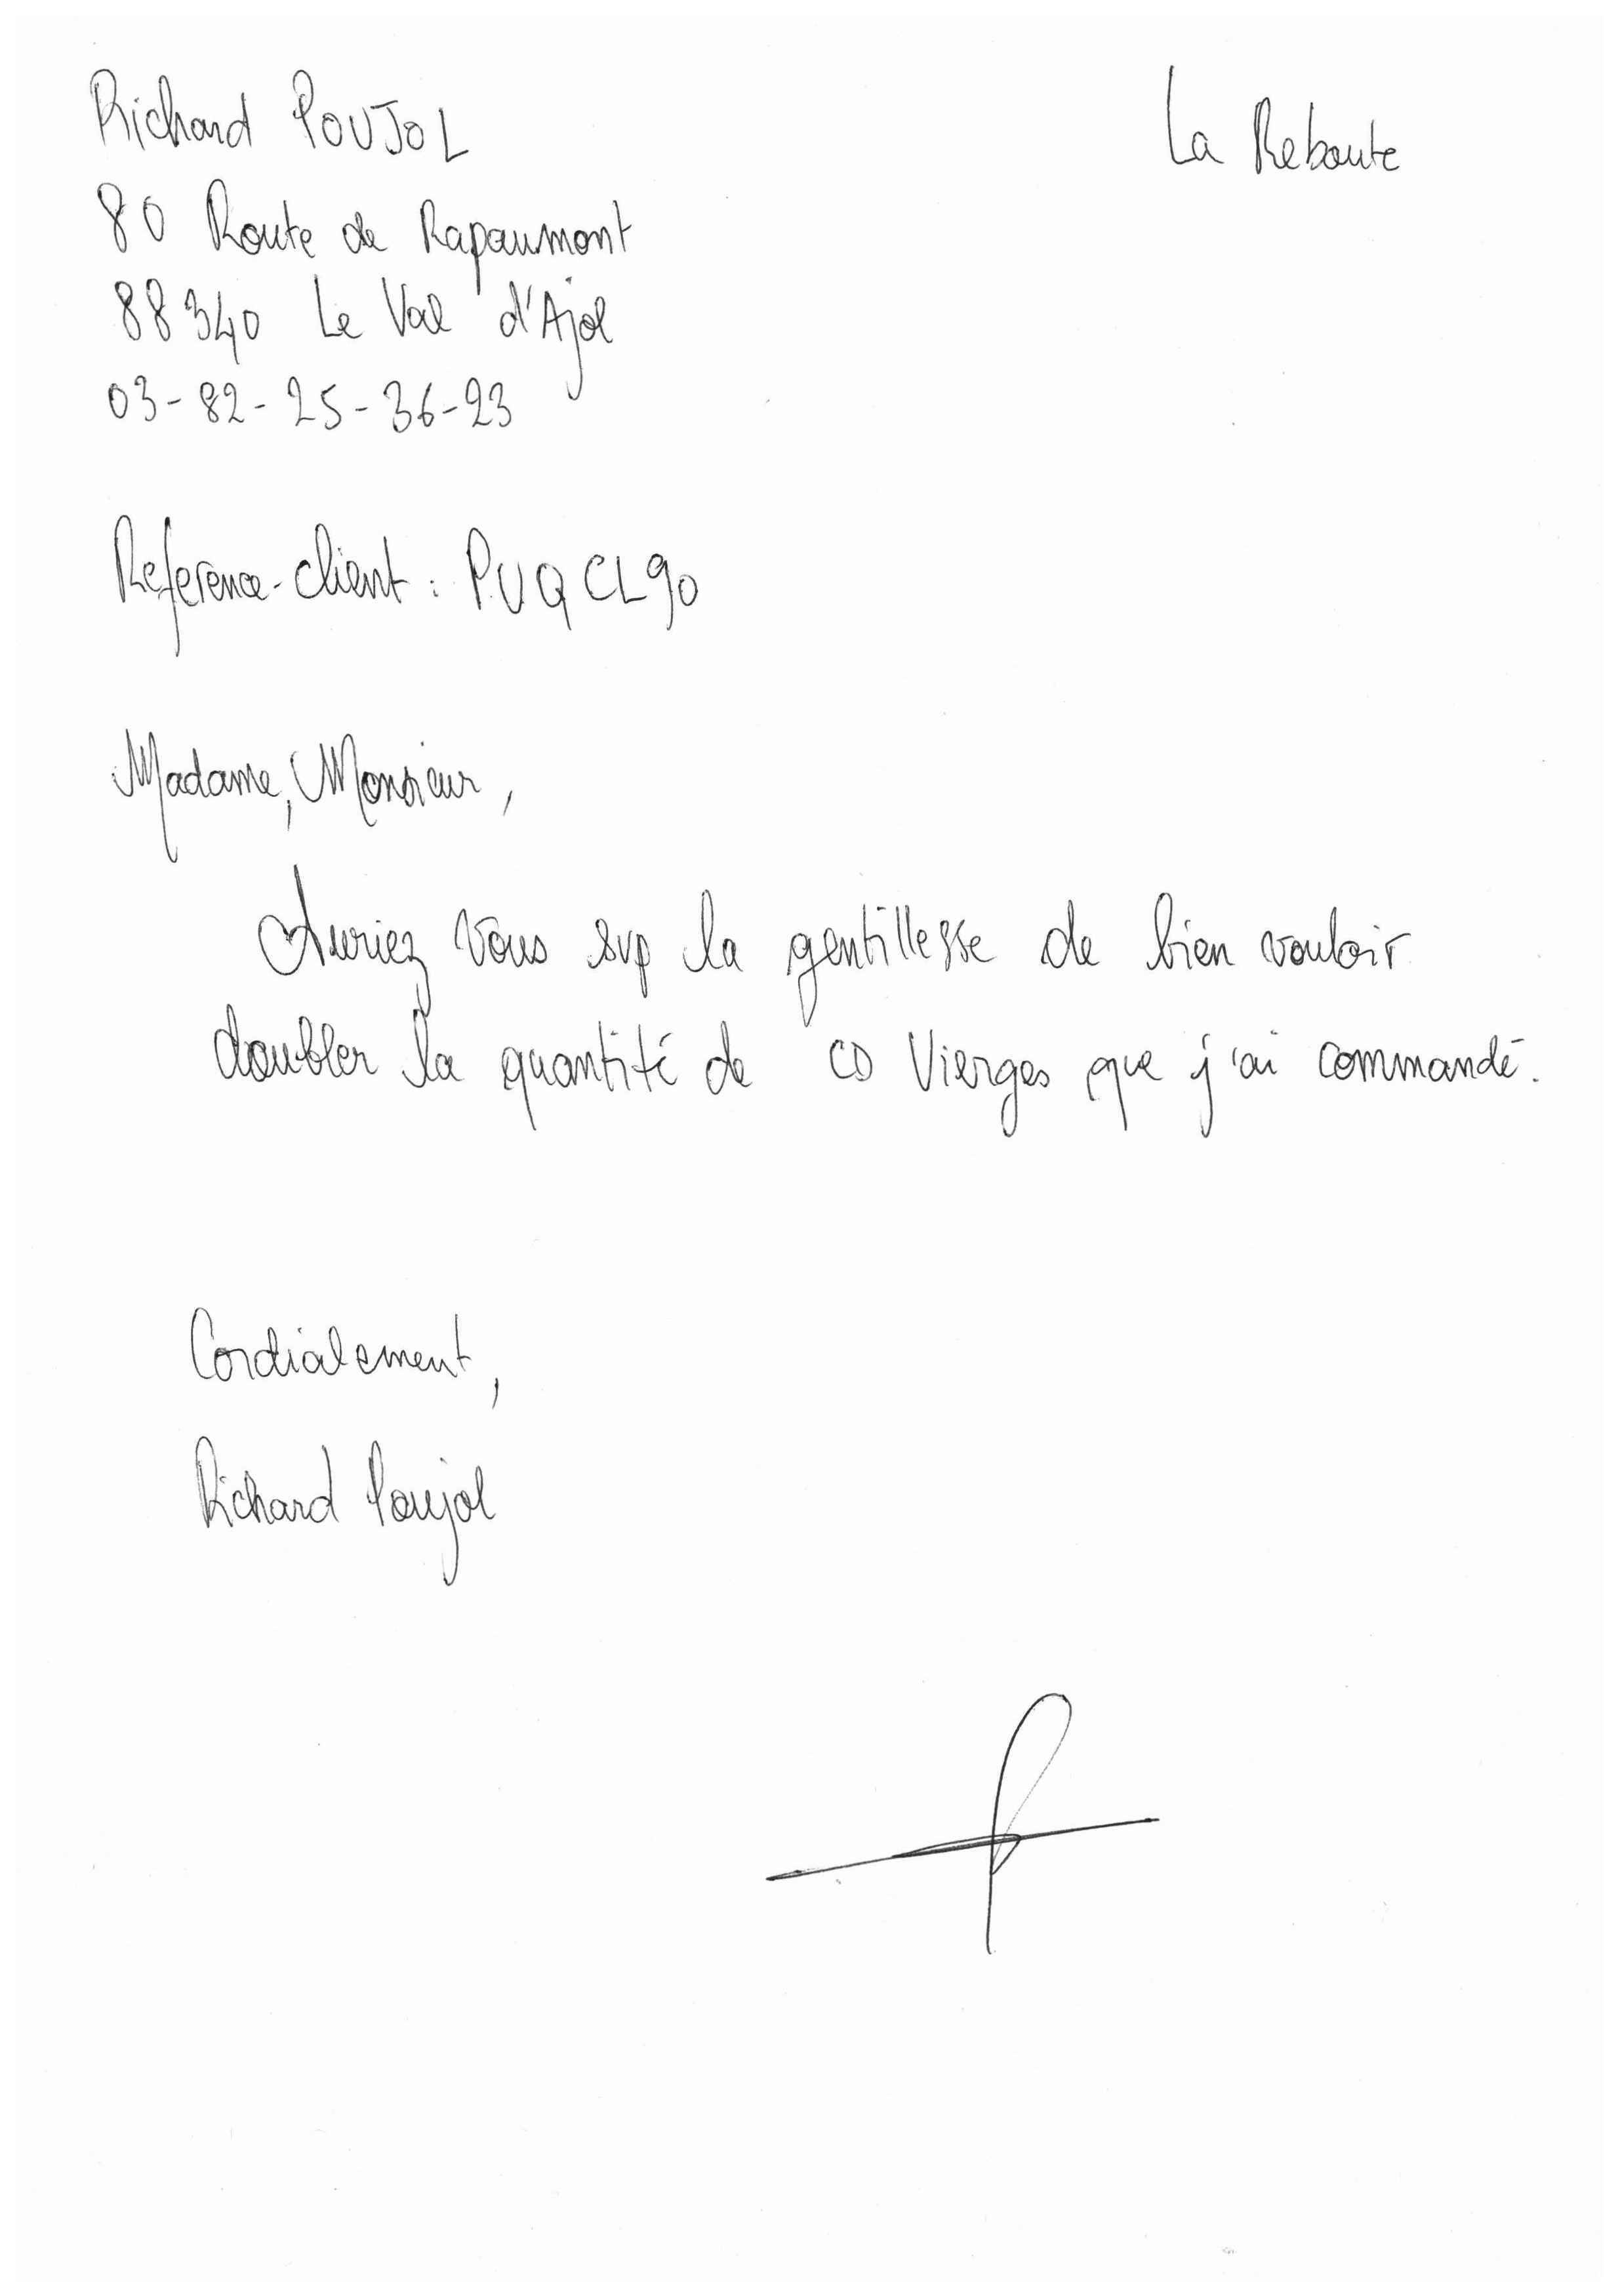 Richard POUJOL
La Reboute
80 Route de Rapaumont
88340 Le Val d'Ajol
03-82-25-36-23
Reference-client : PUQCL90
Madame, Monsieur,
Auriez vous svp la gentillesse de bien vouloir
doubler la quantité de CD Vierges que j'ai commandé.
Cordialement,
Richard Poujol